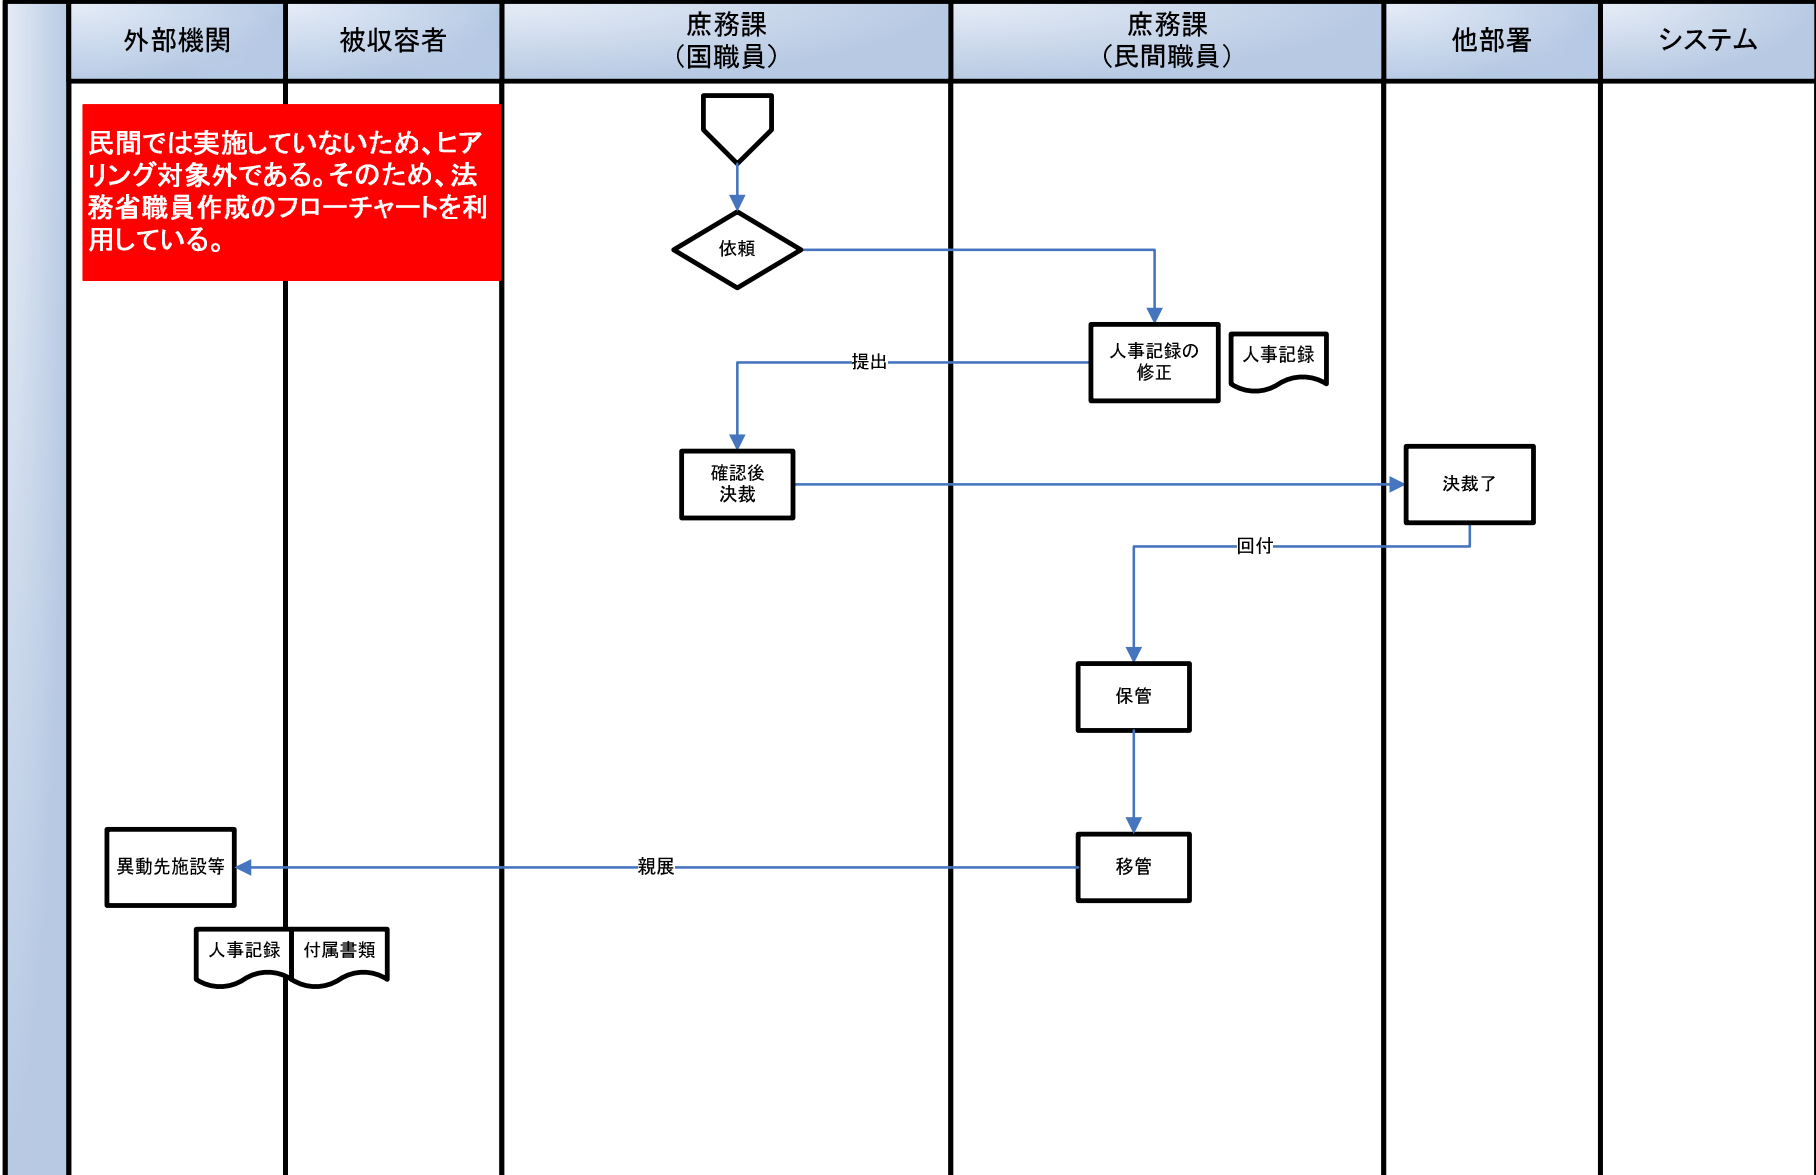 外部機関
被収容者
庶務課
（国職員）
庶務課
（民間職員）
他部署
システム
民間では実施していないため、ヒア
リング対象外である。そのため、法
務省職員作成のフローチャートを利
用している。
依頼
人事記録の
修正
人事記録
提出
確認後
決裁
決裁了
回付
保管
移管
親展
異動先施設等
人事記録
付属書類